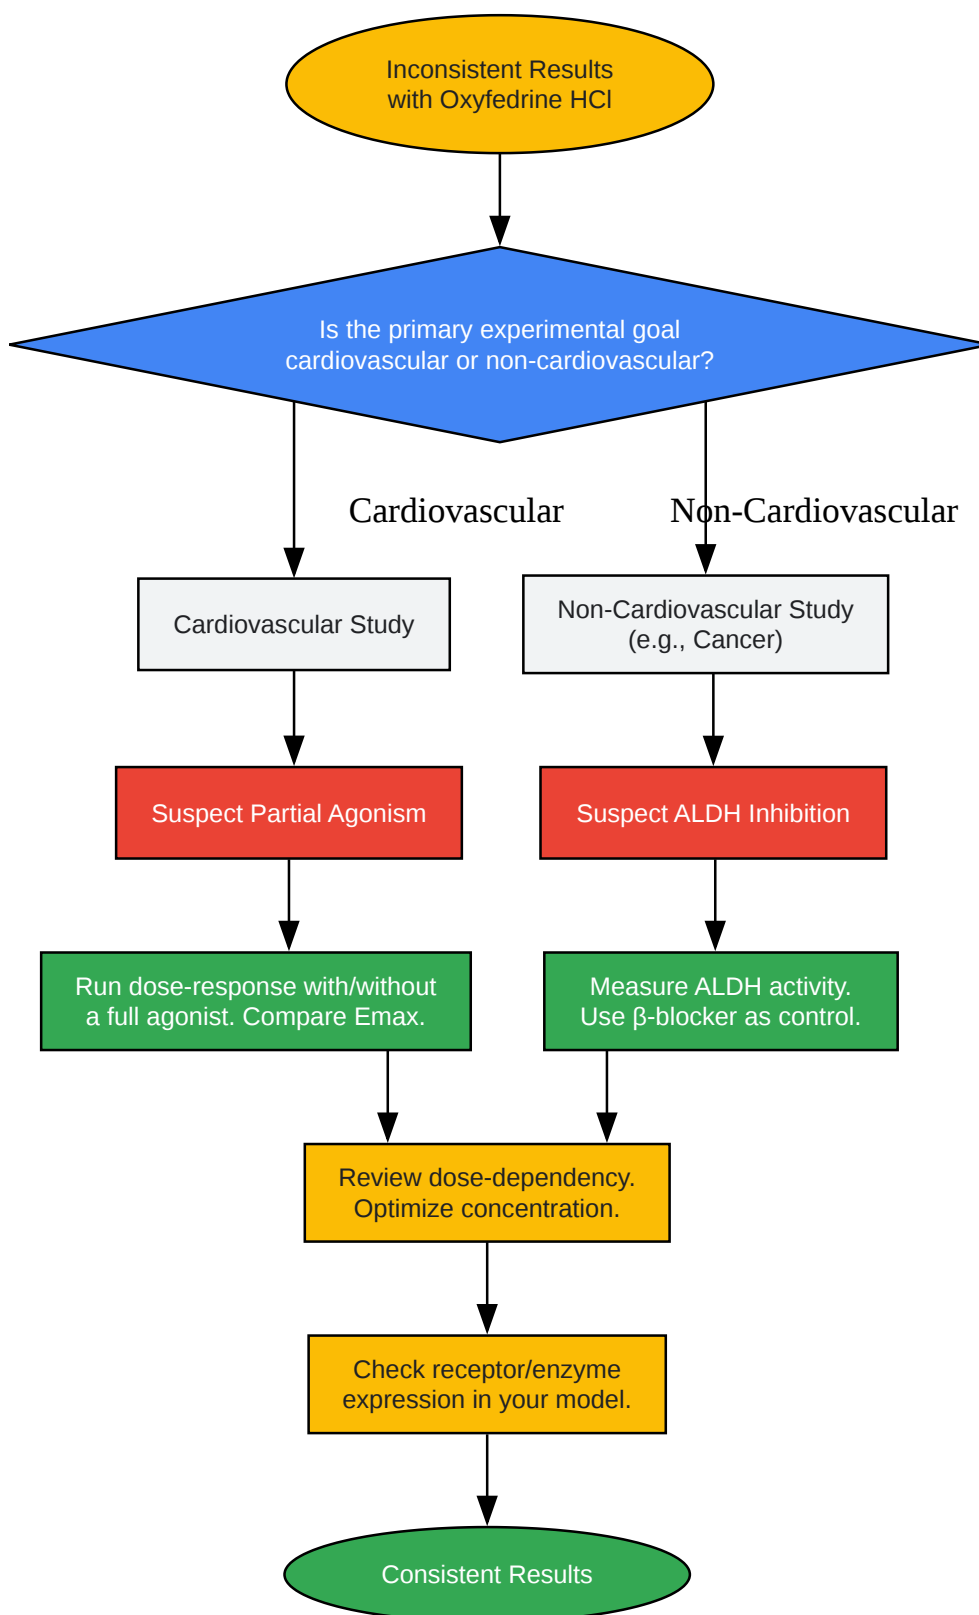 Inconsistent Results
with Oxyfedrine HCl
Is the primary experimental goal
cardiovascular or non-cardiovascular?
Cardiovascular
Non-Cardiovascular
Cardiovascular Study
Non-Cardiovascular Study
(e.g., Cancer)
Suspect Partial Agonism
Suspect ALDH Inhibition
Run dose-response with/without
a full agonist. Compare Emax.
Measure ALDH activity.
Use β-blocker as control.
Review dose-dependency.
Optimize concentration.
Check receptor/enzyme
expression in your model.
Consistent Results